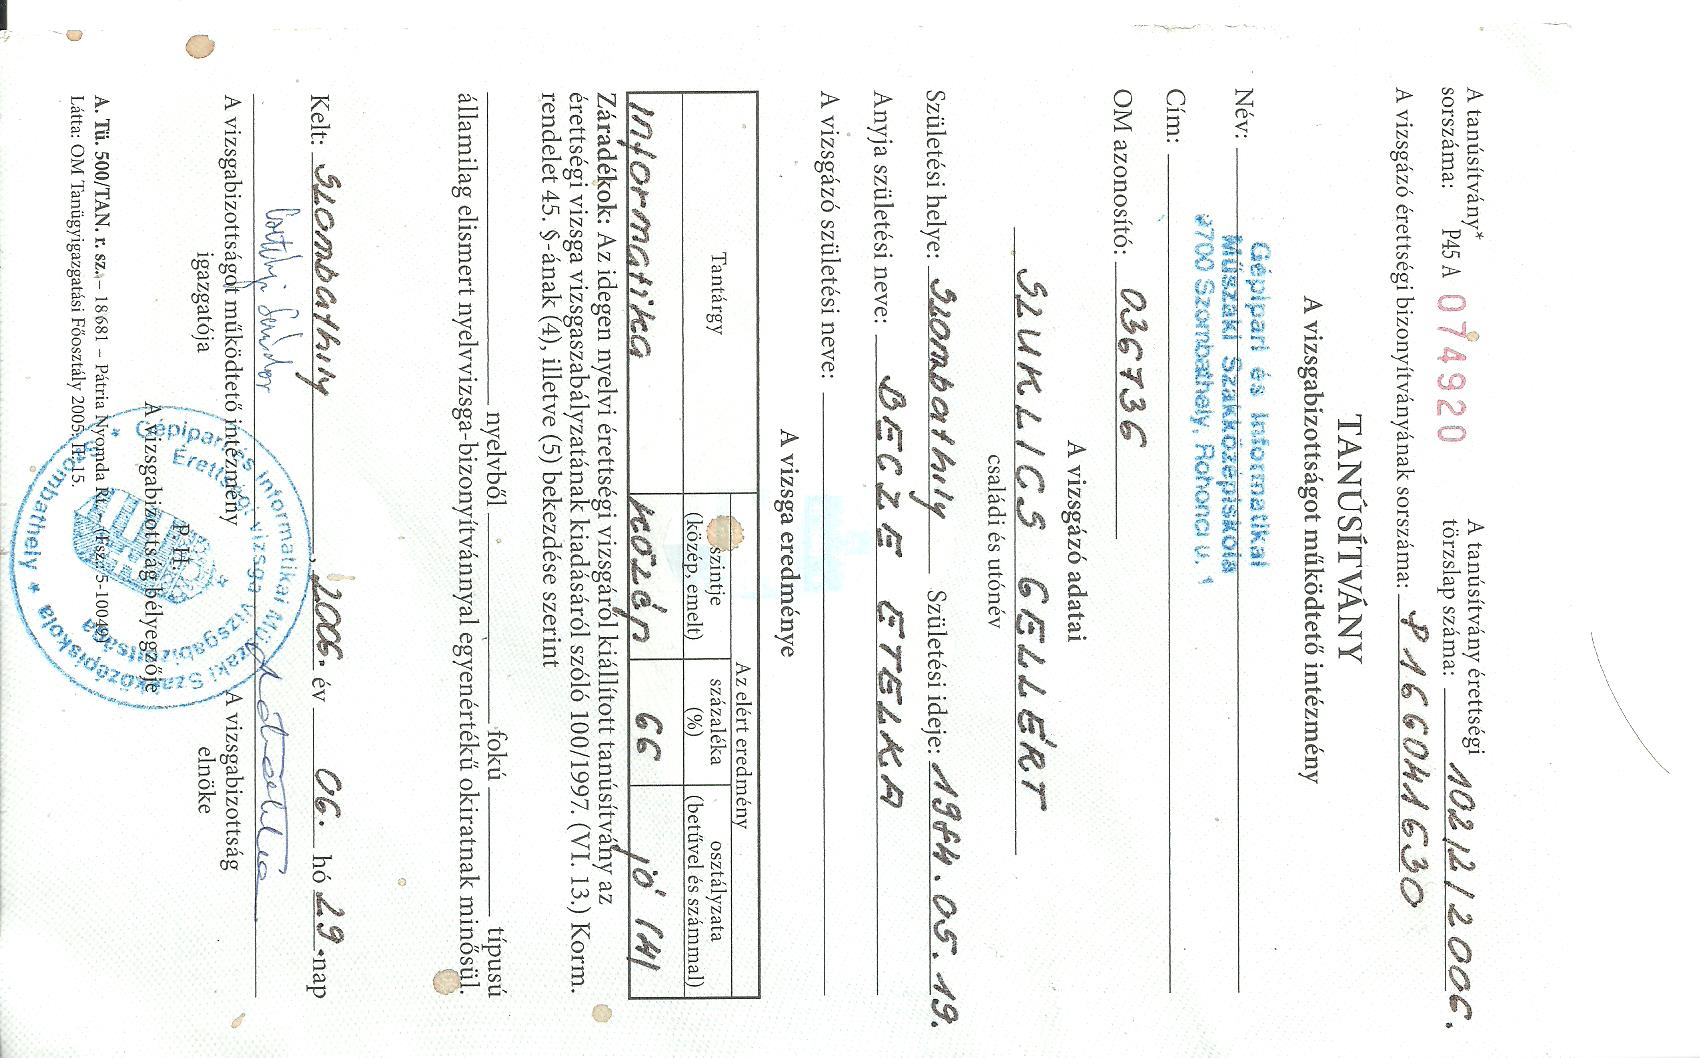 A tanúsítvány* sorszáma: P45 A 074920
A tanúsítvány érettségi törzslap száma: 102/2/2006.
A vizsgázó érettségi bizonyítványának sorszáma: P166041630
TANÚSÍTVÁNY
A vizsgabizottságot működtető intézmény
Név: Gépipari és Informatikai
Műszaki Szakközépiskola
Cím: 9700 Szombathely, Rohonci u. 1
OM azonosító: 036736
A vizsgázó adatai
SZUKLICS GELLÉRT
családi és utónév
Születési helye: Szombathely Születési ideje: 1984.05.19.
Anyja születési neve: BECZE ETELKA
A vizsgázó születési neve:
A vizsga eredménye
Tantárgy
Az elért eredmény
szintje (közép, emelt)
százaléka (%)
osztályzata (betűvel és számmal)
Informatika közép 66 jó /4/
Záradékok: Az idegen nyelvi érettségi vizsgáról kiállított tanúsítvány az
érettségi vizsga vizsgaszabályzatának kiadásáról szóló 100/1997. (VI. 13.) Korm.
rendelet 45. §-ának (4), illetve (5) bekezdése szerint
nyelvből fokú típusú
államilag elismert nyelvvizsga-bizonyítvánnyal egyenértékű okiratnak minősül.
Kelt: Szombathely, 2006. év 06. hó 29. nap
A vizsgabizottságot működtető intézmény
igazgatója
A vizsgabizottság
elnöke
P. H.
A vizsgabizottság bélyegzője
Gépipari és Informatikai Műszaki Szakközépiskola * Szombathely *
Érettségi vizsga vizsgabizottsága
A. Tü. 500/TAN. r. sz. – 18681 – Pátria Nyomda Rt. (Fsz.: 5-10049)
Látta: OM Tanügyigazgatási Főosztály 2005. II. 15.